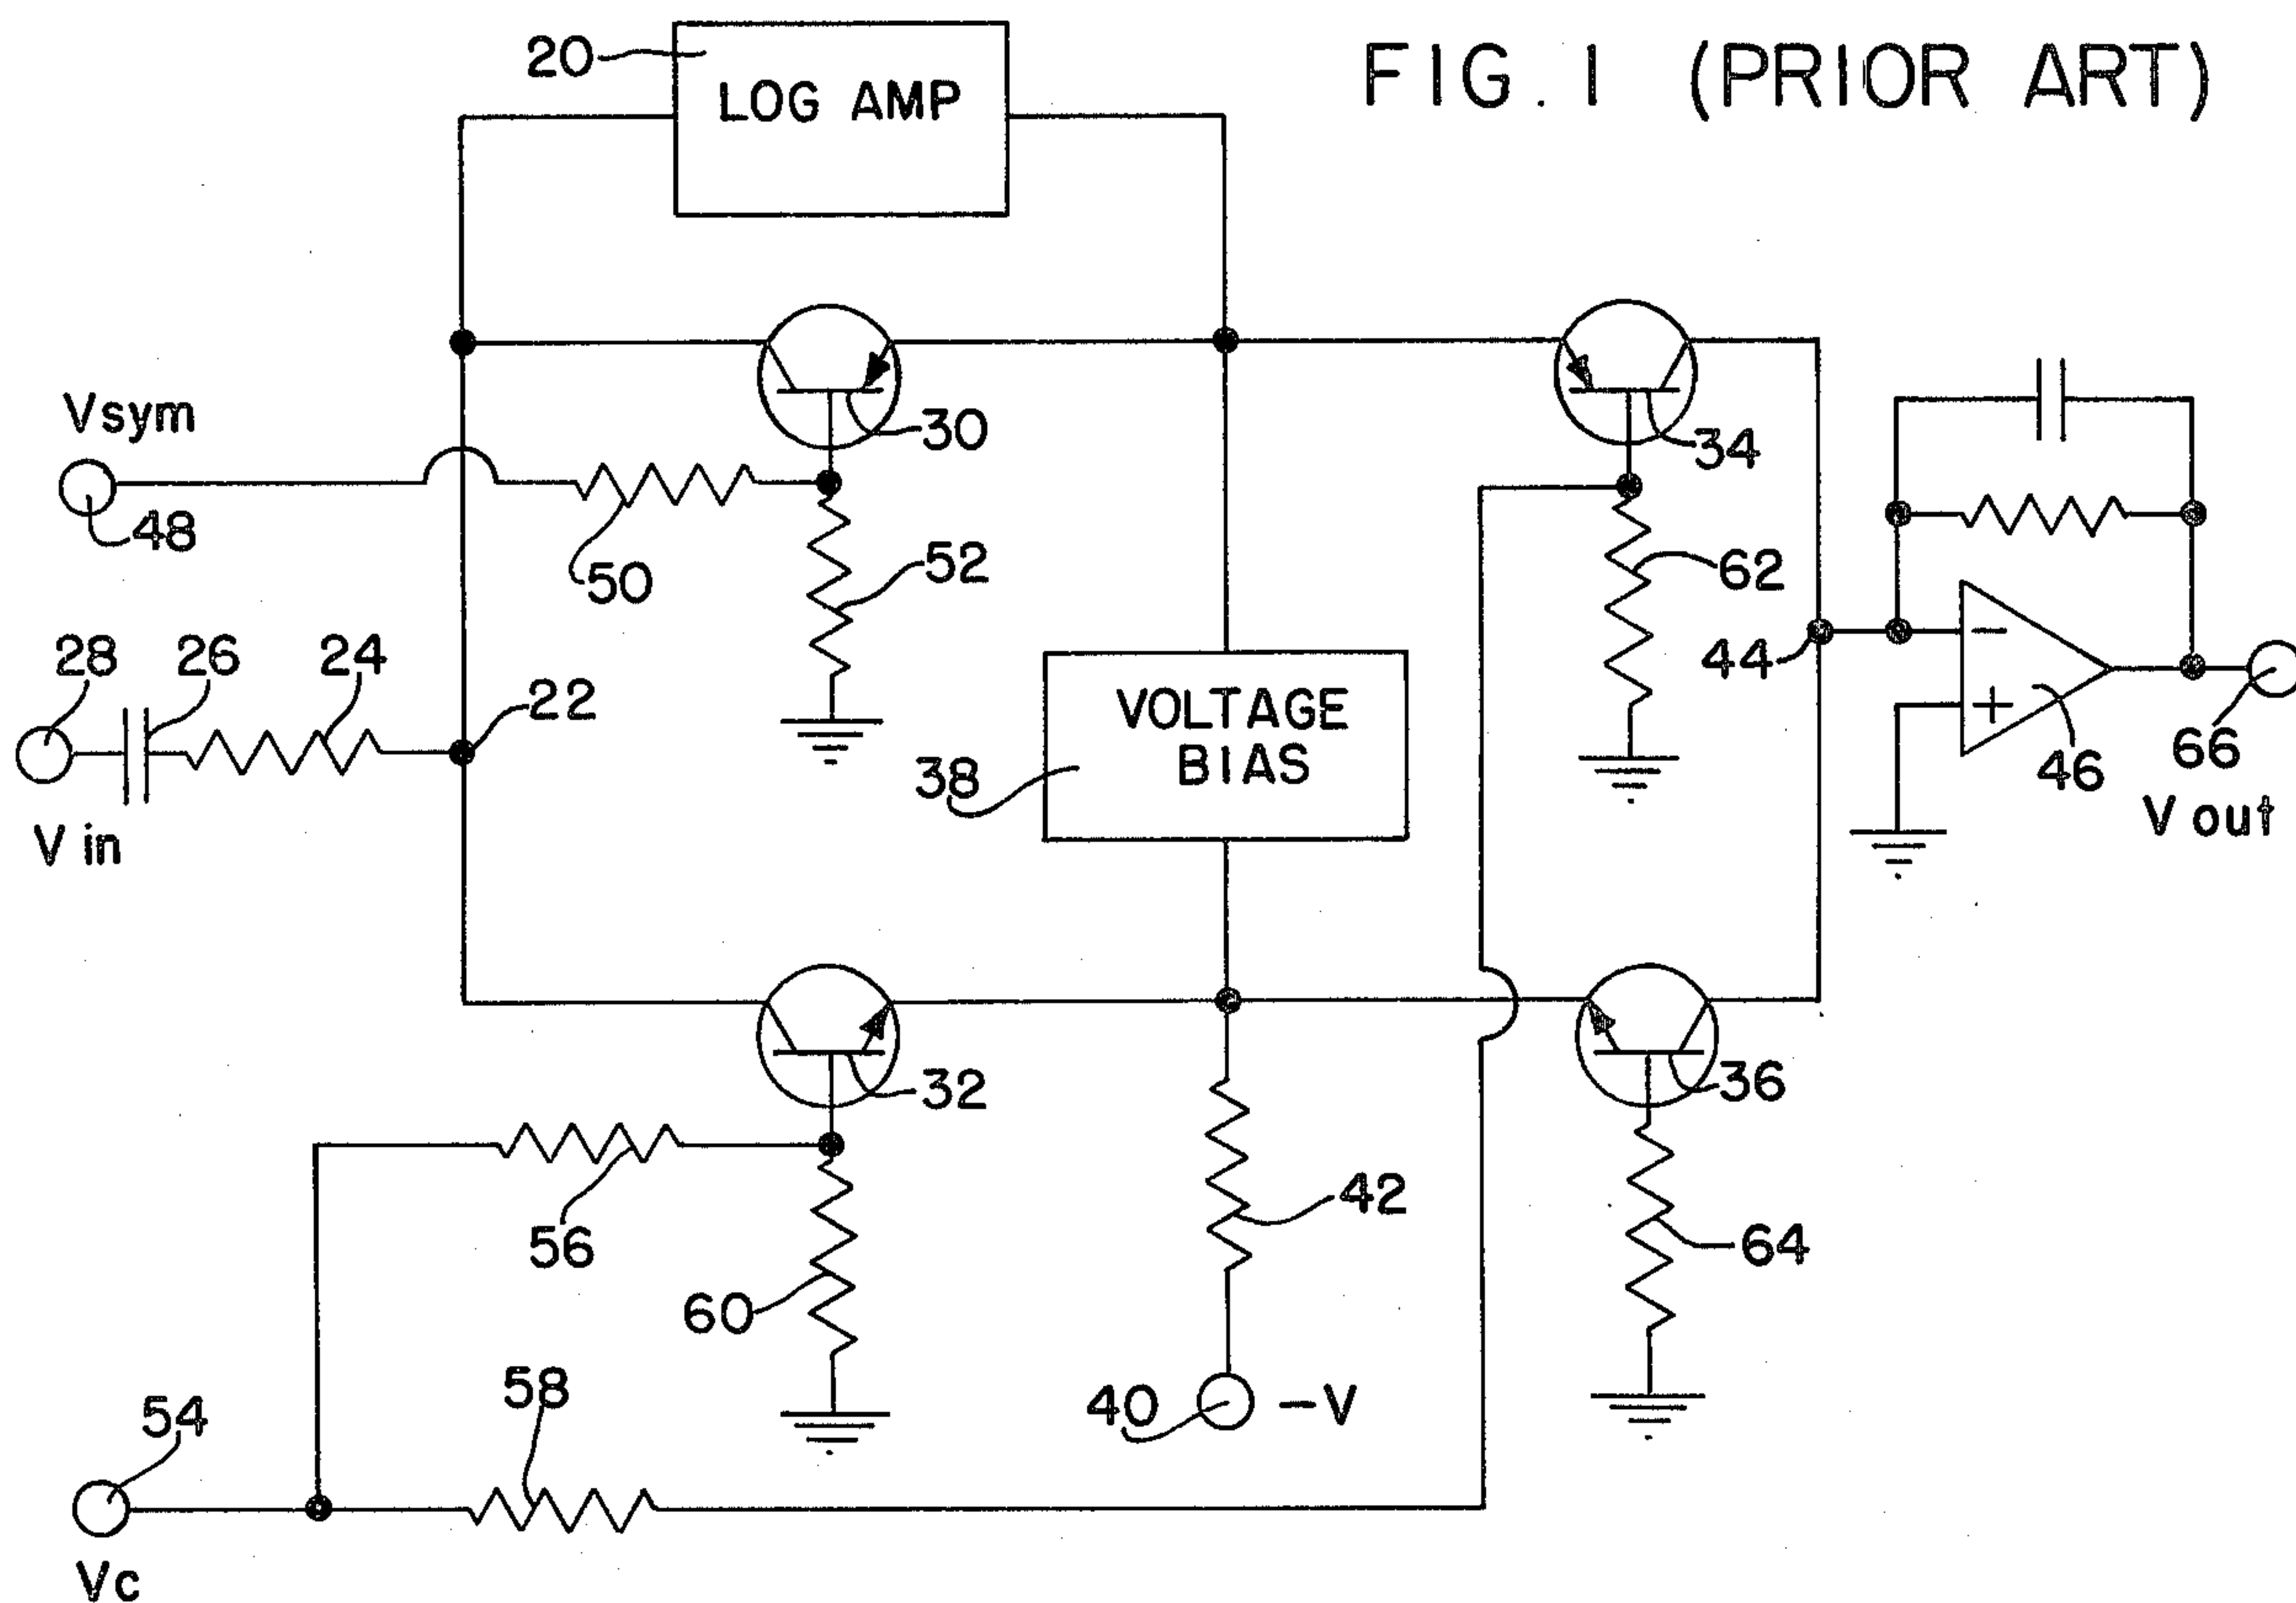 FIG. 1 (PRIOR ART)
20
LOG AMP
Vsym
30
34
48
50
52
62
28
26
24
22
44
VOLTAGE
BIAS
38
46
66
V in
V out
32
36
56
42
64
60
58
54
40
-V
Vc
-
+